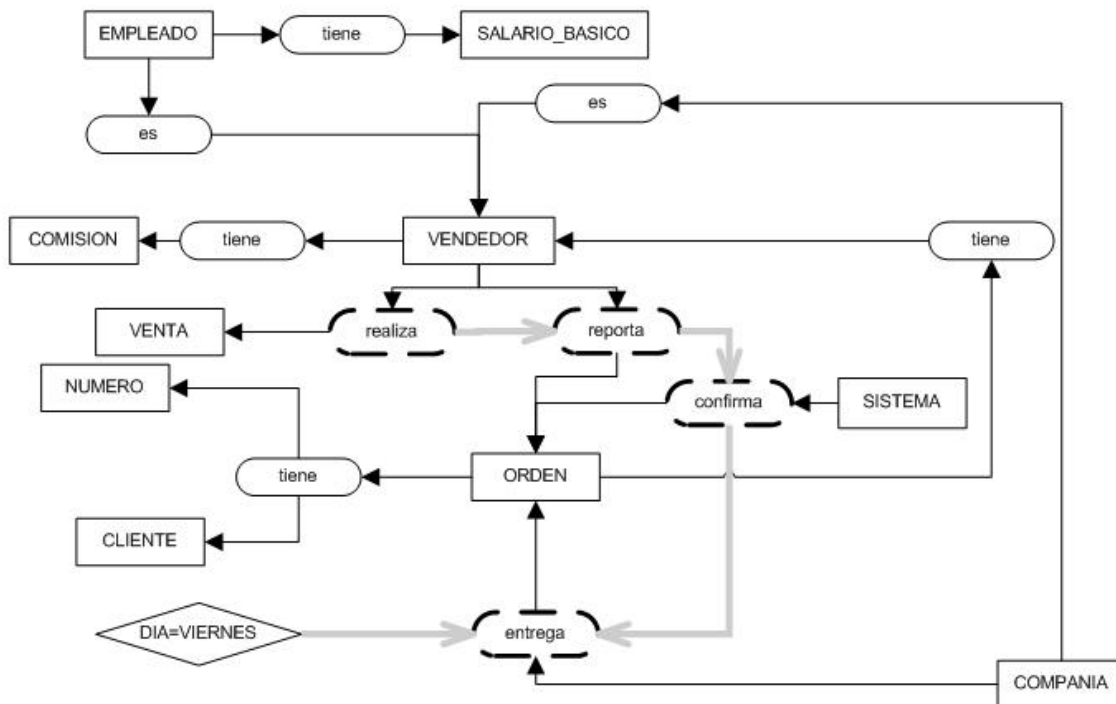 EMPLEADO
tiene
SALARIO_BASICO
es
es
COMISION
tiene
VENDEDOR
tiene
VENTA
realiza
reporta
NUMERO
confirma
SISTEMA
tiene
ORDEN
CLIENTE
DIA=VIERNES
entrega
COMPANIA